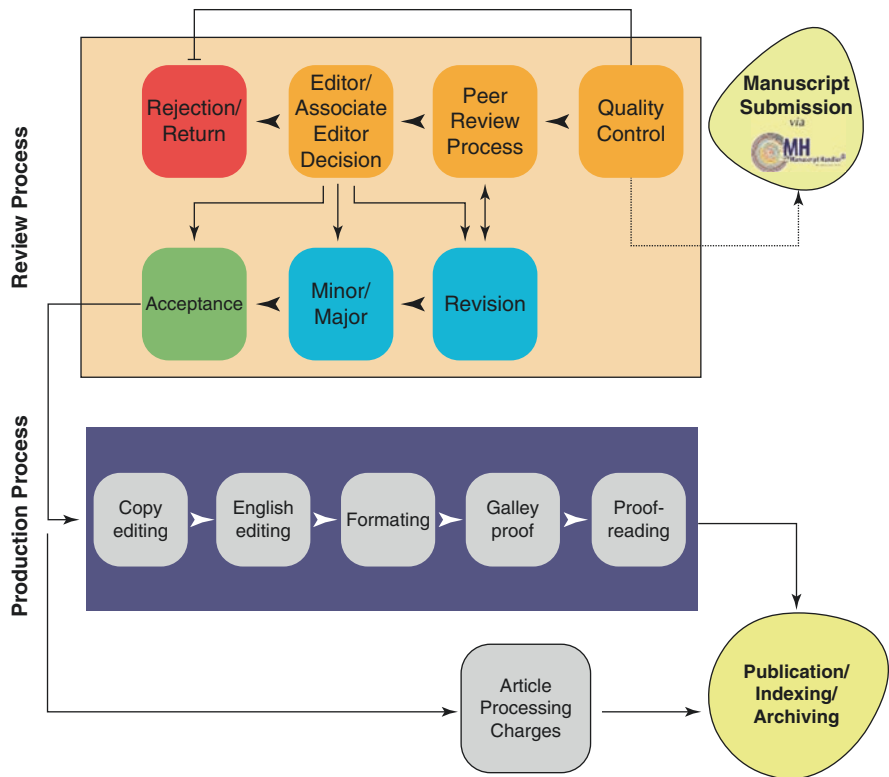 Review Process
Rejection/
Return
Editor/
Associate
Editor
Decision
Peer
Review
Process
Quality
Control
Manuscript
Submission
via
MH
Manuscript Handler
Acceptance
Minor/
Major
Revision
Production Process
Copy
editing
English
editing
Formating
Galley
proof
Proof-
reading
Article
Processing
Charges
Publication/
Indexing/
Archiving